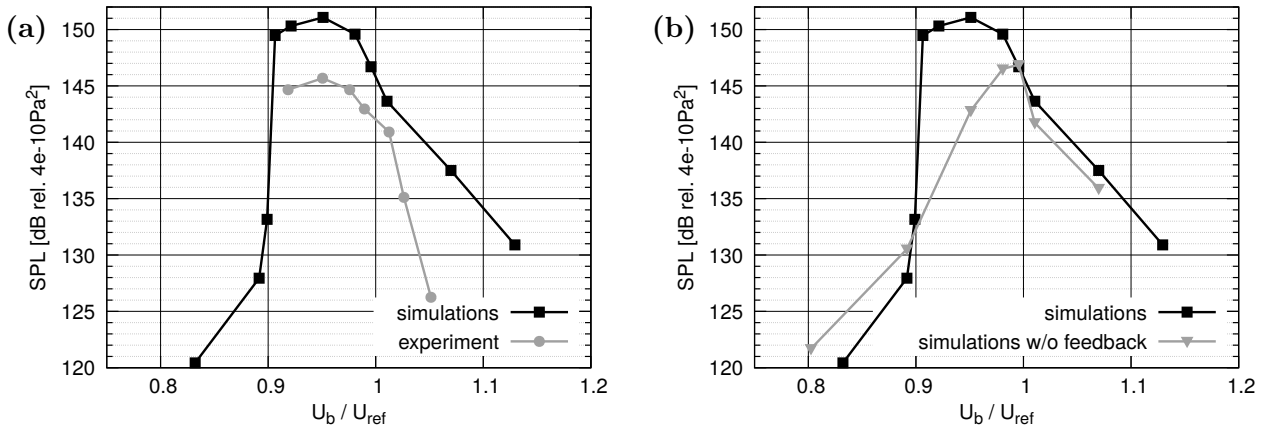 (a)
SPL [dB rel. 4e-10Pa²]
150
145
140
135
130
125
120
0.8 0.9 1 1.1 1.2
U_b / U_ref
simulations
experiment
(b)
SPL [dB rel. 4e-10Pa²]
150
145
140
135
130
125
120
0.8 0.9 1 1.1 1.2
U_b / U_ref
simulations
simulations w/o feedback